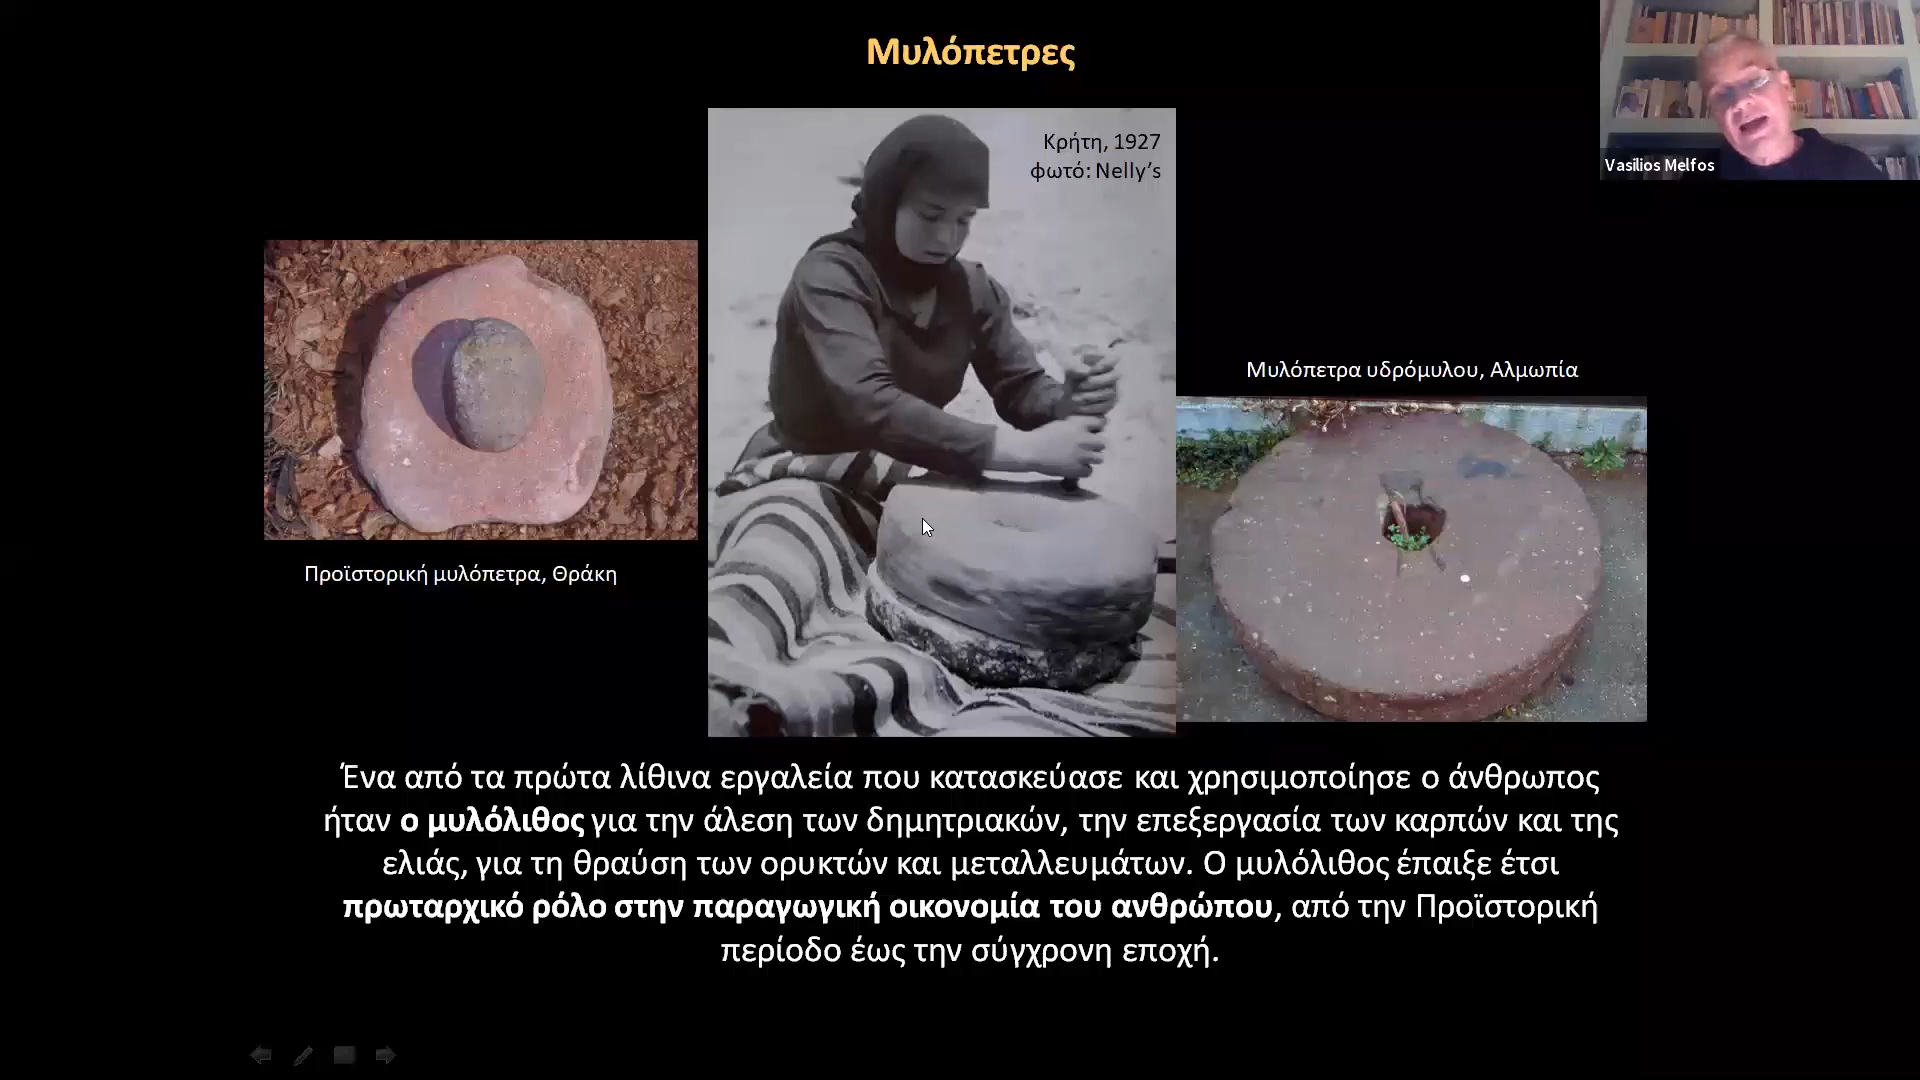 Μυλόπετρες
Κρήτη, 1927
φωτό: Nelly’s
Vasilios Melfos
Μυλόπετρα υδρόμυλου, Αλμωπία
Προϊστορική μυλόπετρα, Θράκη
Ένα από τα πρώτα λίθινα εργαλεία που κατασκεύασε και χρησιμοποίησε ο άνθρωπος
ήταν ο μυλόλιθος για την άλεση των δημητριακών, την επεξεργασία των καρπών και της
ελιάς, για τη θραύση των ορυκτών και μεταλλευμάτων. Ο μυλόλιθος έπαιξε έτσι
πρωταρχικό ρόλο στην παραγωγική οικονομία του ανθρώπου, από την Προϊστορική
περίοδο έως την σύγχρονη εποχή.